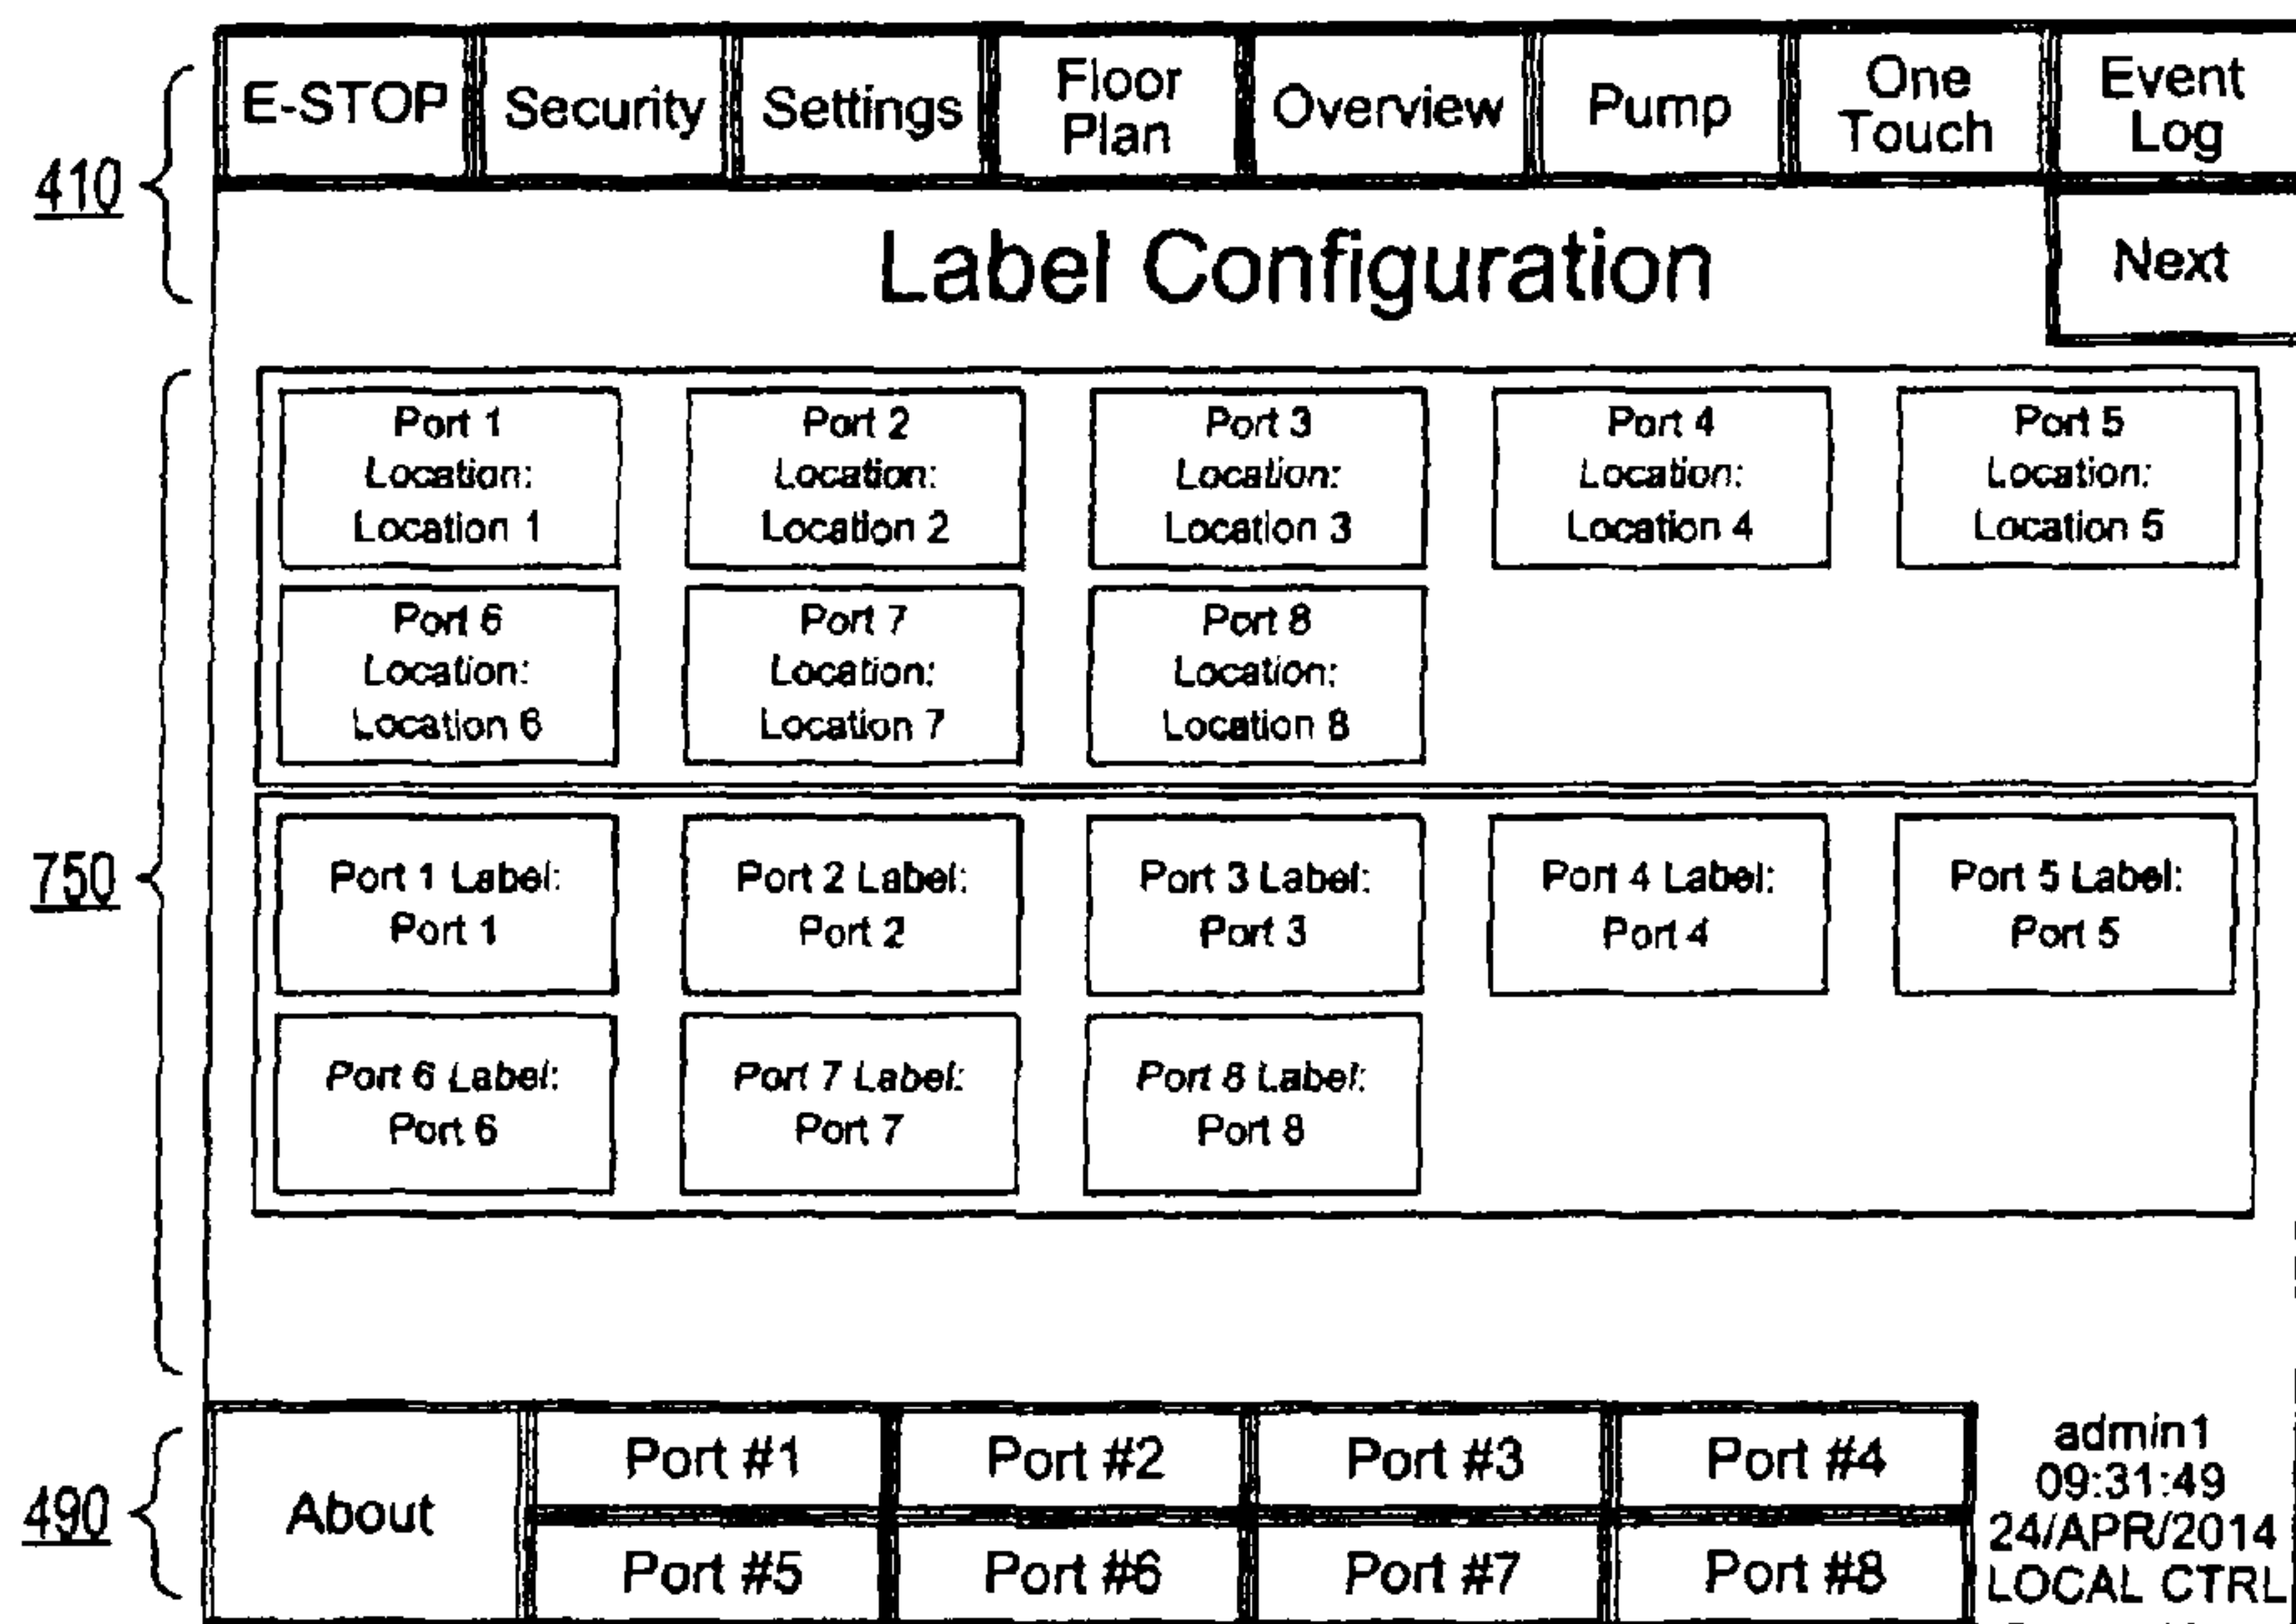 410
E-STOP Security Settings Floor Plan Overview Pump One Touch Event Log
Label Configuration
Next
750
Port 1 Location: Location 1
Port 2 Location: Location 2
Port 3 Location: Location 3
Port 4 Location: Location 4
Port 5 Location: Location 5
Port 6 Location: Location 6
Port 7 Location: Location 7
Port 8 Location: Location 8
Port 1 Label: Port 1
Port 2 Label: Port 2
Port 3 Label: Port 3
Port 4 Label: Port 4
Port 5 Label: Port 5
Port 6 Label: Port 6
Port 7 Label: Port 7
Port 8 Label: Port 8
490
About
Port #1 Port #2 Port #3 Port #4
Port #5 Port #6 Port #7 Port #8
admin1
09:31:49
24/APR/2014
LOCAL CTRL